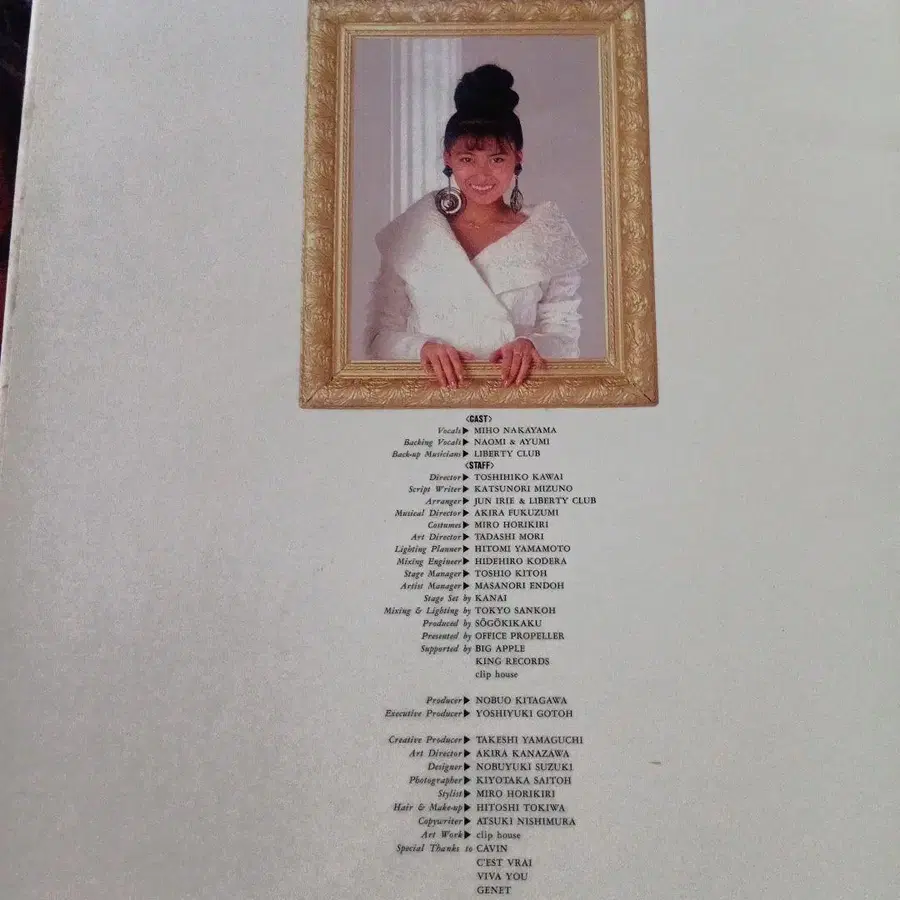 <CAST>
Vocals▶ MIHO NAKAYAMA
Backing Vocals▶ NAOMI & AYUMI
Back-up Musicians▶ LIBERTY CLUB
<STAFF>
Director▶ TOSHIHIKO KAWAI
Script Writer▶ KATSUNORI MIZUNO
Arranger▶ JUN IRIE & LIBERTY CLUB
Musical Director▶ AKIRA FUKUZUMI
Costumes▶ MIRO HORIKIRI
Art Director▶ TADASHI MORI
Lighting Planner▶ HITOMI YAMAMOTO
Mixing Engineer▶ HIDEHIRO KODERA
Stage Manager▶ TOSHIO KITOH
Artist Manager▶ MASANORI ENDOH
Stage Set by KANAI
Mixing & Lighting by TOKYO SANKOH
Produced by SŌGŌKIKAKU
Presented by OFFICE PROPELLER
Supported by BIG APPLE
KING RECORDS
clip house
Producer▶ NOBUO KITAGAWA
Executive Producer▶ YOSHIYUKI GOTOH
Creative Producer▶ TAKESHI YAMAGUCHI
Art Director▶ AKIRA KANAZAWA
Designer▶ NOBUYUKI SUZUKI
Photographer▶ KIYOTAKA SAITOH
Stylist▶ MIRO HORIKIRI
Hair & Make-up▶ HITOSHI TOKIWA
Copywriter▶ ATSUKI NISHIMURA
Art Work▶ clip house
Special Thanks to CAVIN
C'EST VRAI
VIVA YOU
GENET